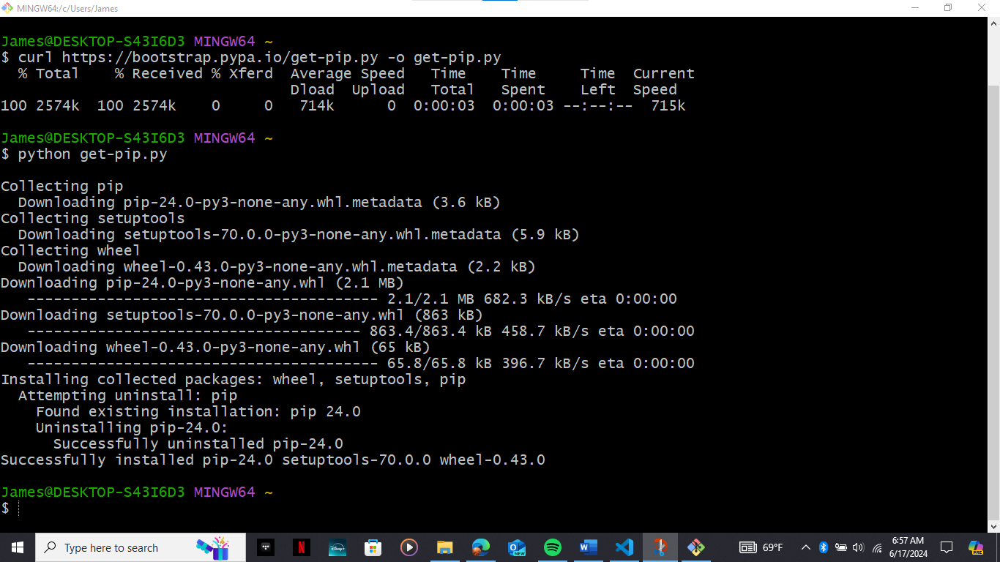 MINGW64:/c/Users/James
James@DESKTOP-S43I6D3 MINGW64 ~
$ curl https://bootstrap.pypa.io/get-pip.py -o get-pip.py
  % Total    % Received % Xferd  Average Speed   Time    Time     Time  Current
                                 Dload  Upload   Total   Spent    Left  Speed
100 2574k  100 2574k    0     0   714k      0  0:00:03  0:00:03 --:--:--  715k
James@DESKTOP-S43I6D3 MINGW64 ~
$ python get-pip.py
Collecting pip
  Downloading pip-24.0-py3-none-any.whl.metadata (3.6 kB)
Collecting setuptools
  Downloading setuptools-70.0.0-py3-none-any.whl.metadata (5.9 kB)
Collecting wheel
  Downloading wheel-0.43.0-py3-none-any.whl.metadata (2.2 kB)
Downloading pip-24.0-py3-none-any.whl (2.1 MB)
   ---------------------------------------- 2.1/2.1 MB 682.3 kB/s eta 0:00:00
Downloading setuptools-70.0.0-py3-none-any.whl (863 kB)
   -------------------------------------- 863.4/863.4 kB 458.7 kB/s eta 0:00:00
Downloading wheel-0.43.0-py3-none-any.whl (65 kB)
   ---------------------------------------- 65.8/65.8 kB 396.7 kB/s eta 0:00:00
Installing collected packages: wheel, setuptools, pip
  Attempting uninstall: pip
    Found existing installation: pip 24.0
    Uninstalling pip-24.0:
      Successfully uninstalled pip-24.0
Successfully installed pip-24.0 setuptools-70.0.0 wheel-0.43.0
James@DESKTOP-S43I6D3 MINGW64 ~
$
Type here to search
N
Disney+
NEW
W
69°F
6:57 AM
6/17/2024
PRE